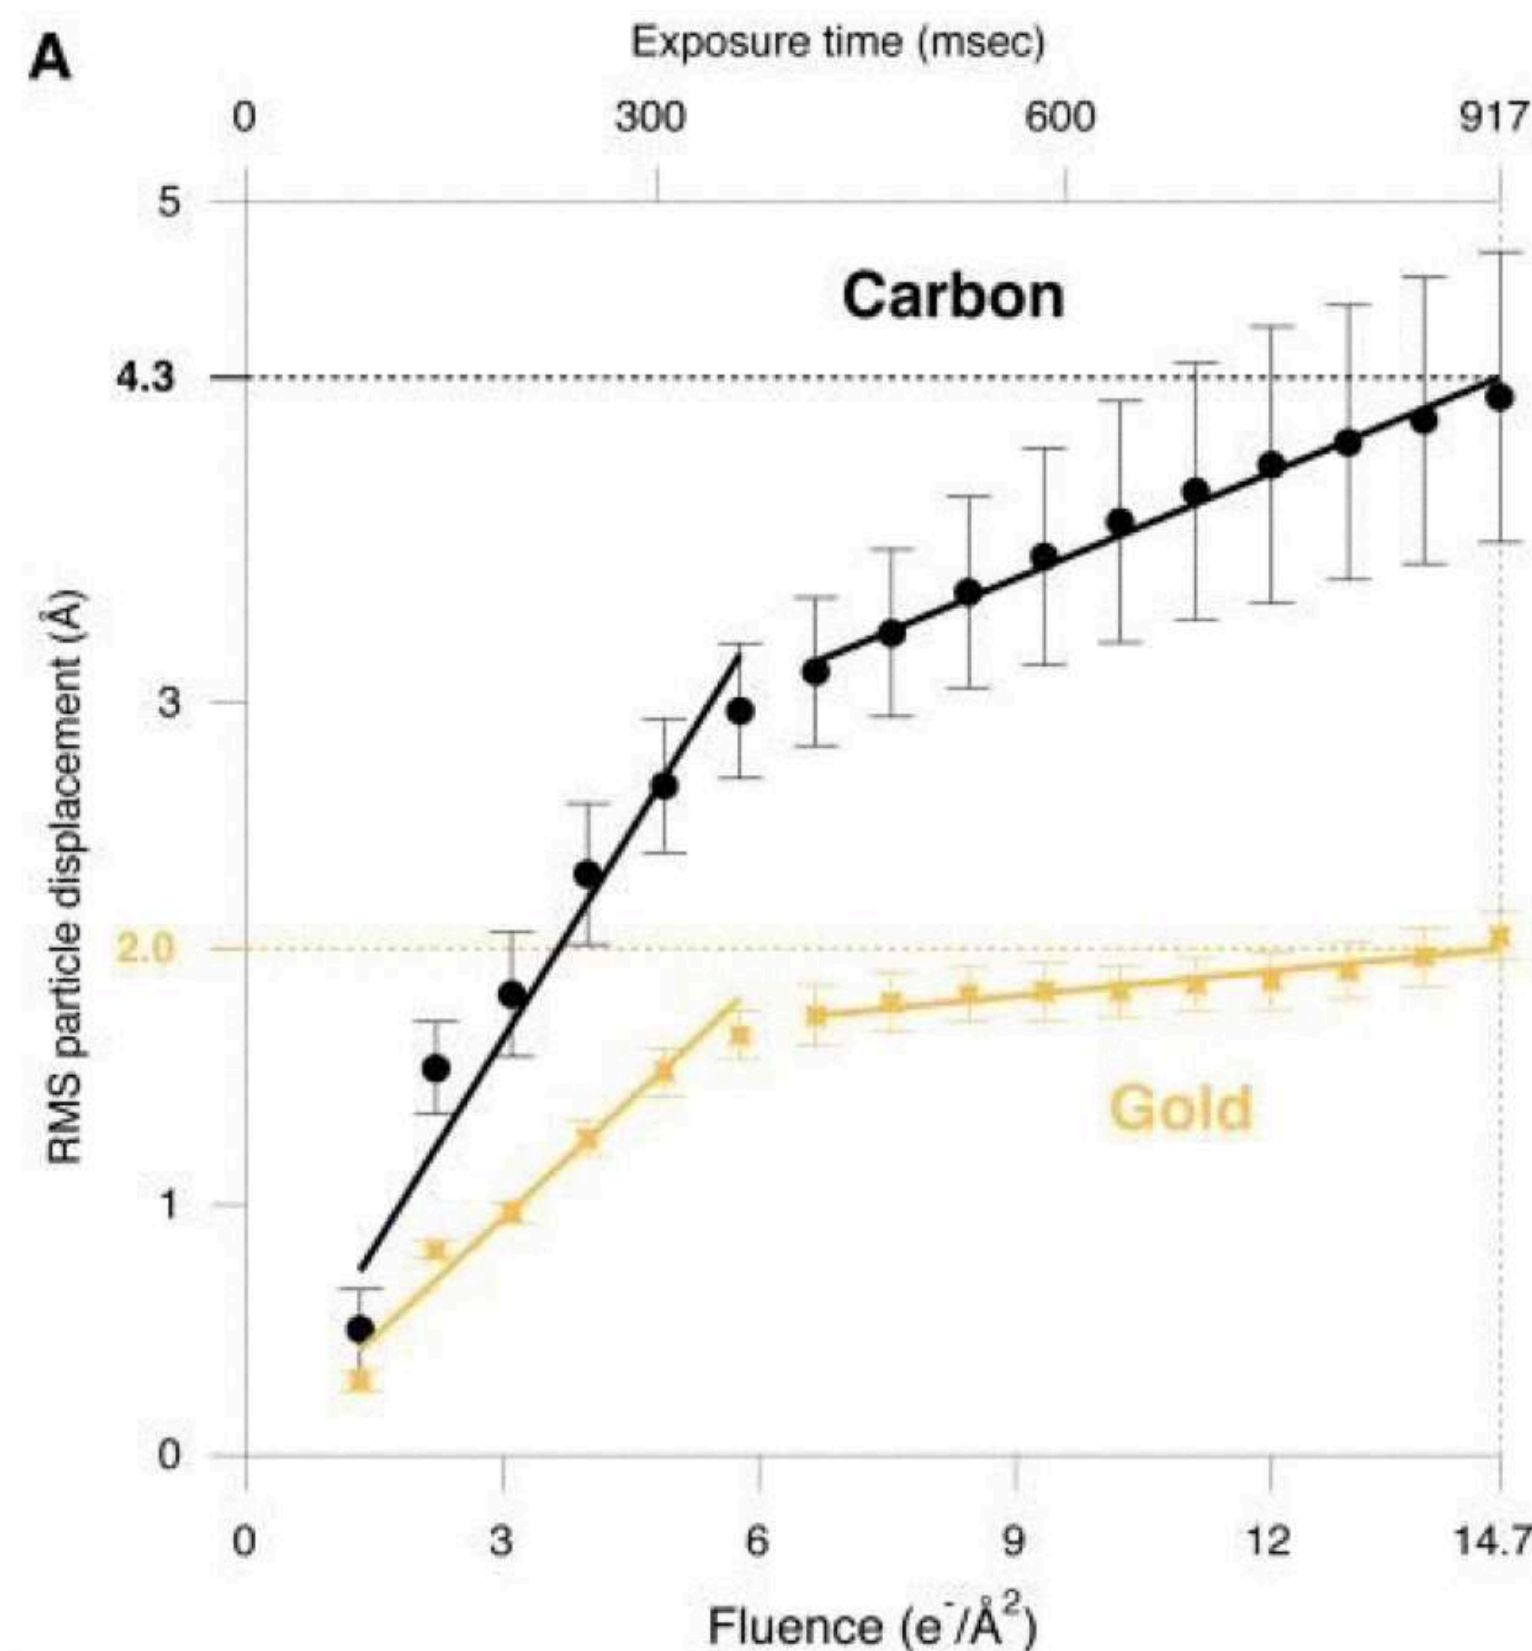 A
Exposure time (msec)
0 300 600 917
5
Carbon
4.3
3
RMS particle displacement (Å)
2.0
Gold
1
0
0 3 6 9 12 14.7
Fluence (e⁻/Å²)